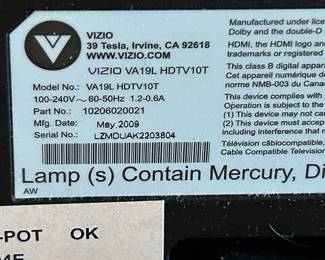 V
VIZIO
39 Tesla, Irvine, CA 92618
WWW.VIZIO.COM
VIZIO VA19L HDTV10T
Model No.: VA19L HDTV10T
100-240V~ 60-50Hz 1.2-0.6A
Part No.: 10206020021
Mfg. Date: May,2009
Serial No.: LZMDUAK2203804
Manufactured under lice
Dolby and the double-D
HDMI, the HDMI logo and
trademarks or registered
This class B digital appara
Cet appareil numérique de
norme NMB-003 du Canad
This device complies with
Operation is subject to the
(1) This device may not cau
(2) This device must accept
including interference that
Télévision câblocompatible,
Cable Compatible Television
Lamp (s) Contain Mercury, Di
AW
-POT OK